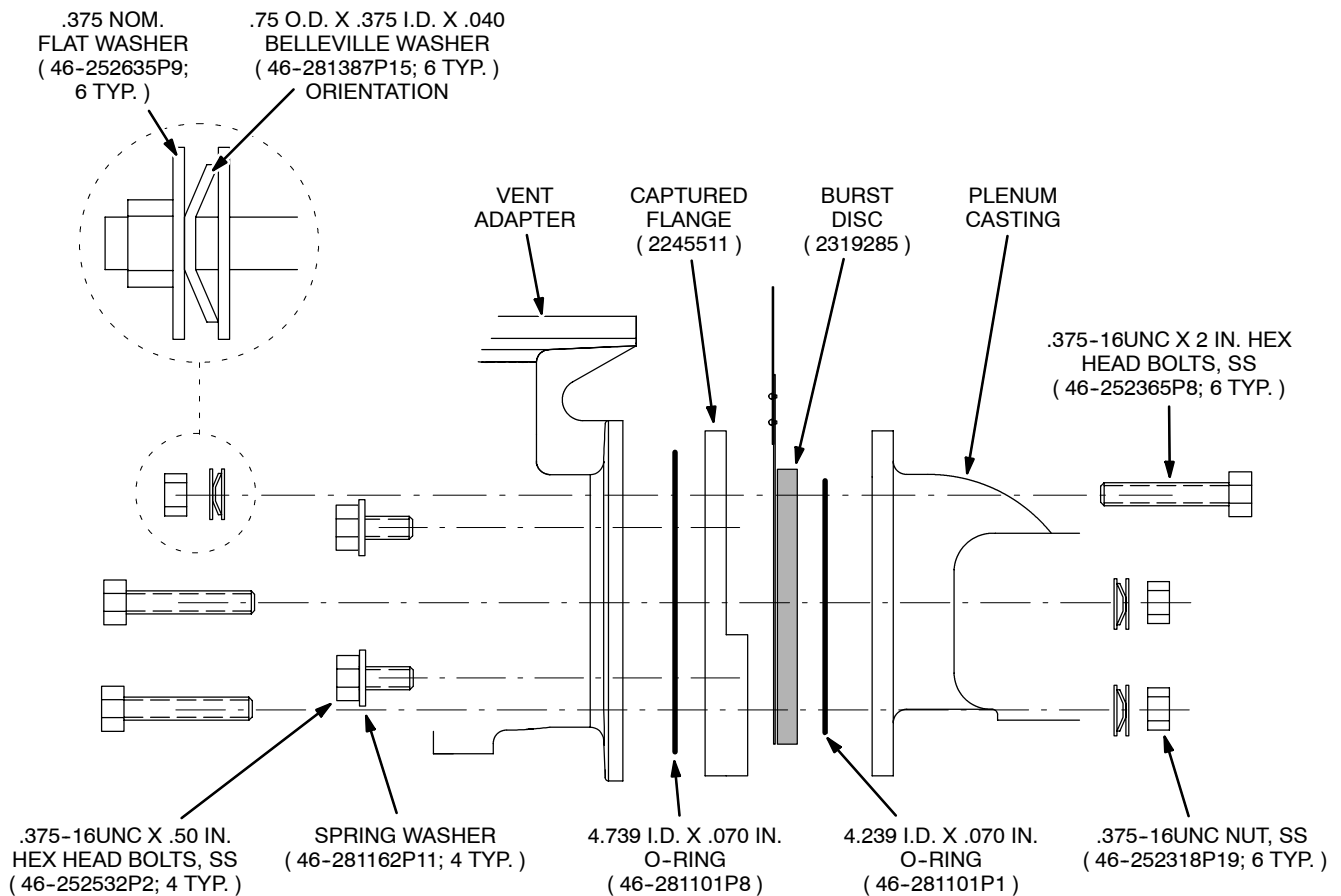 .375 NOM.
FLAT WASHER
( 46-252635P9;
6 TYP. )
.75 O.D. X .375 I.D. X .040
BELLEVILLE WASHER
( 46-281387P15; 6 TYP. )
ORIENTATION
VENT
ADAPTER
CAPTURED
FLANGE
( 2245511 )
BURST
DISC
( 2319285 )
PLENUM
CASTING
.375-16UNC X 2 IN. HEX
HEAD BOLTS, SS
( 46-252365P8; 6 TYP. )
.375-16UNC X .50 IN.
HEX HEAD BOLTS, SS
( 46-252532P2; 4 TYP. )
SPRING WASHER
( 46-281162P11; 4 TYP. )
4.739 I.D. X .070 IN.
O-RING
( 46-281101P8 )
4.239 I.D. X .070 IN.
O-RING
( 46-281101P1 )
.375-16UNC NUT, SS
( 46-252318P19; 6 TYP. )